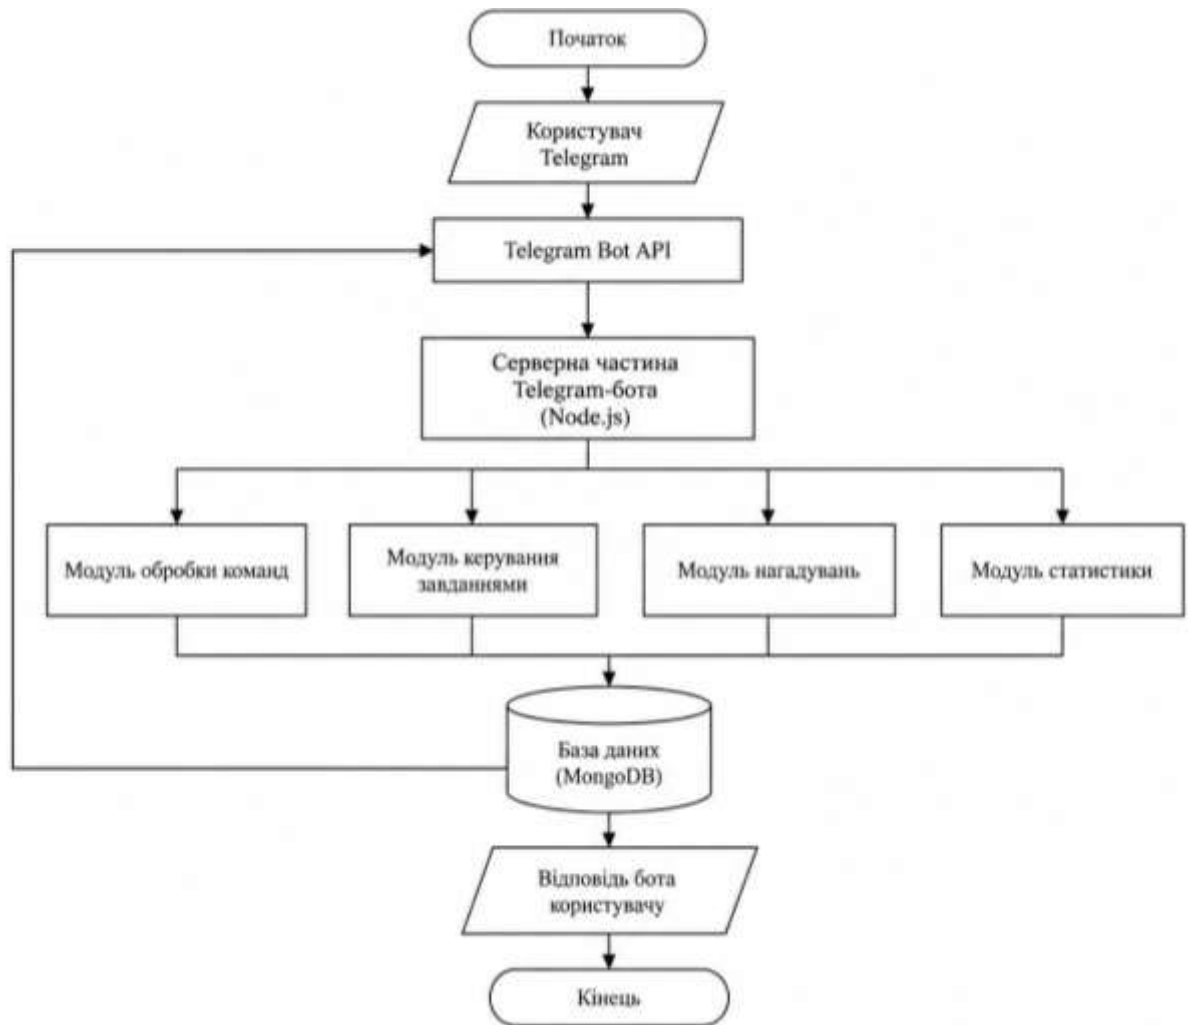 Початок
Користувач
Telegram
Telegram Bot API
Серверна частина
Telegram-бота
(Node.js)
Модуль обробки команд
Модуль керування
завданнями
Модуль нагадувань
Модуль статистики
База даних
(MongoDB)
Відповідь бота
користувачу
Кінець